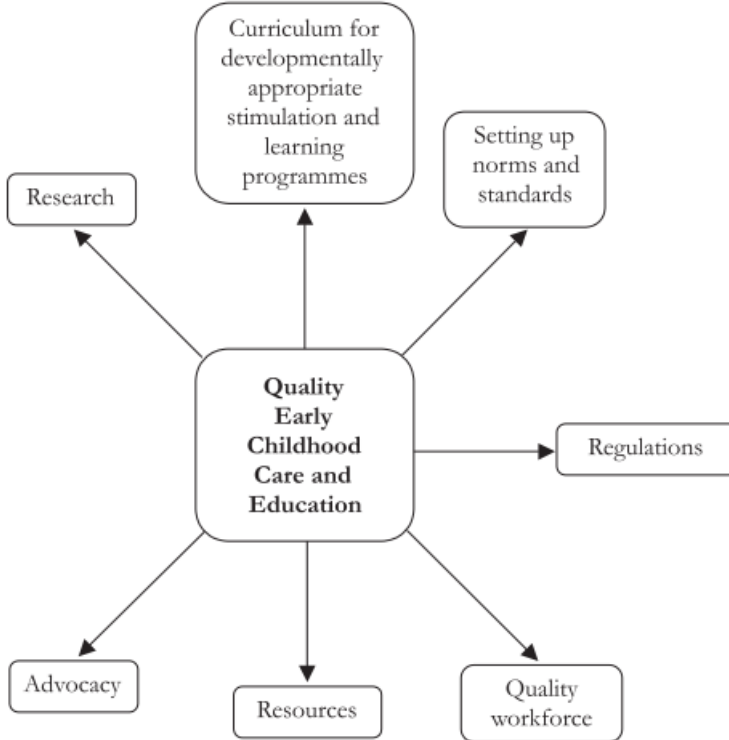 Curriculum for
developmentally
appropriate
stimulation and
learning
programmes
Setting up
norms and
standards
Research
Quality
Early
Childhood
Care and
Education
Regulations
Advocacy
Resources
Quality
workforce